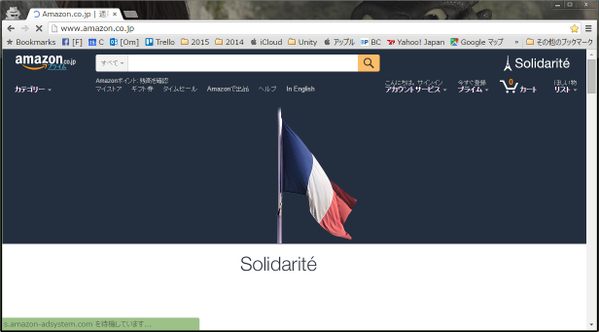 Amazon.co.jp | 通
www.amazon.co.jp
Bookmarks [F] [N] C [Om] Trello 2015 2014 iCloud Unity アップル BC Yahoo! Japan Google マップ » その他のブックマーク
amazon.co.jp
プライム
すべて
Solidarité
Amazonポイント: 残高を確認
こんにちは。サインイン 今すぐ登録 0 ほしい物
カテゴリー マイストア ギフト券 タイムセール Amazonで出品 ヘルプ In English アカウントサービス プライム カート リスト
Solidarité
s.amazon-adsystem.com を待機しています...